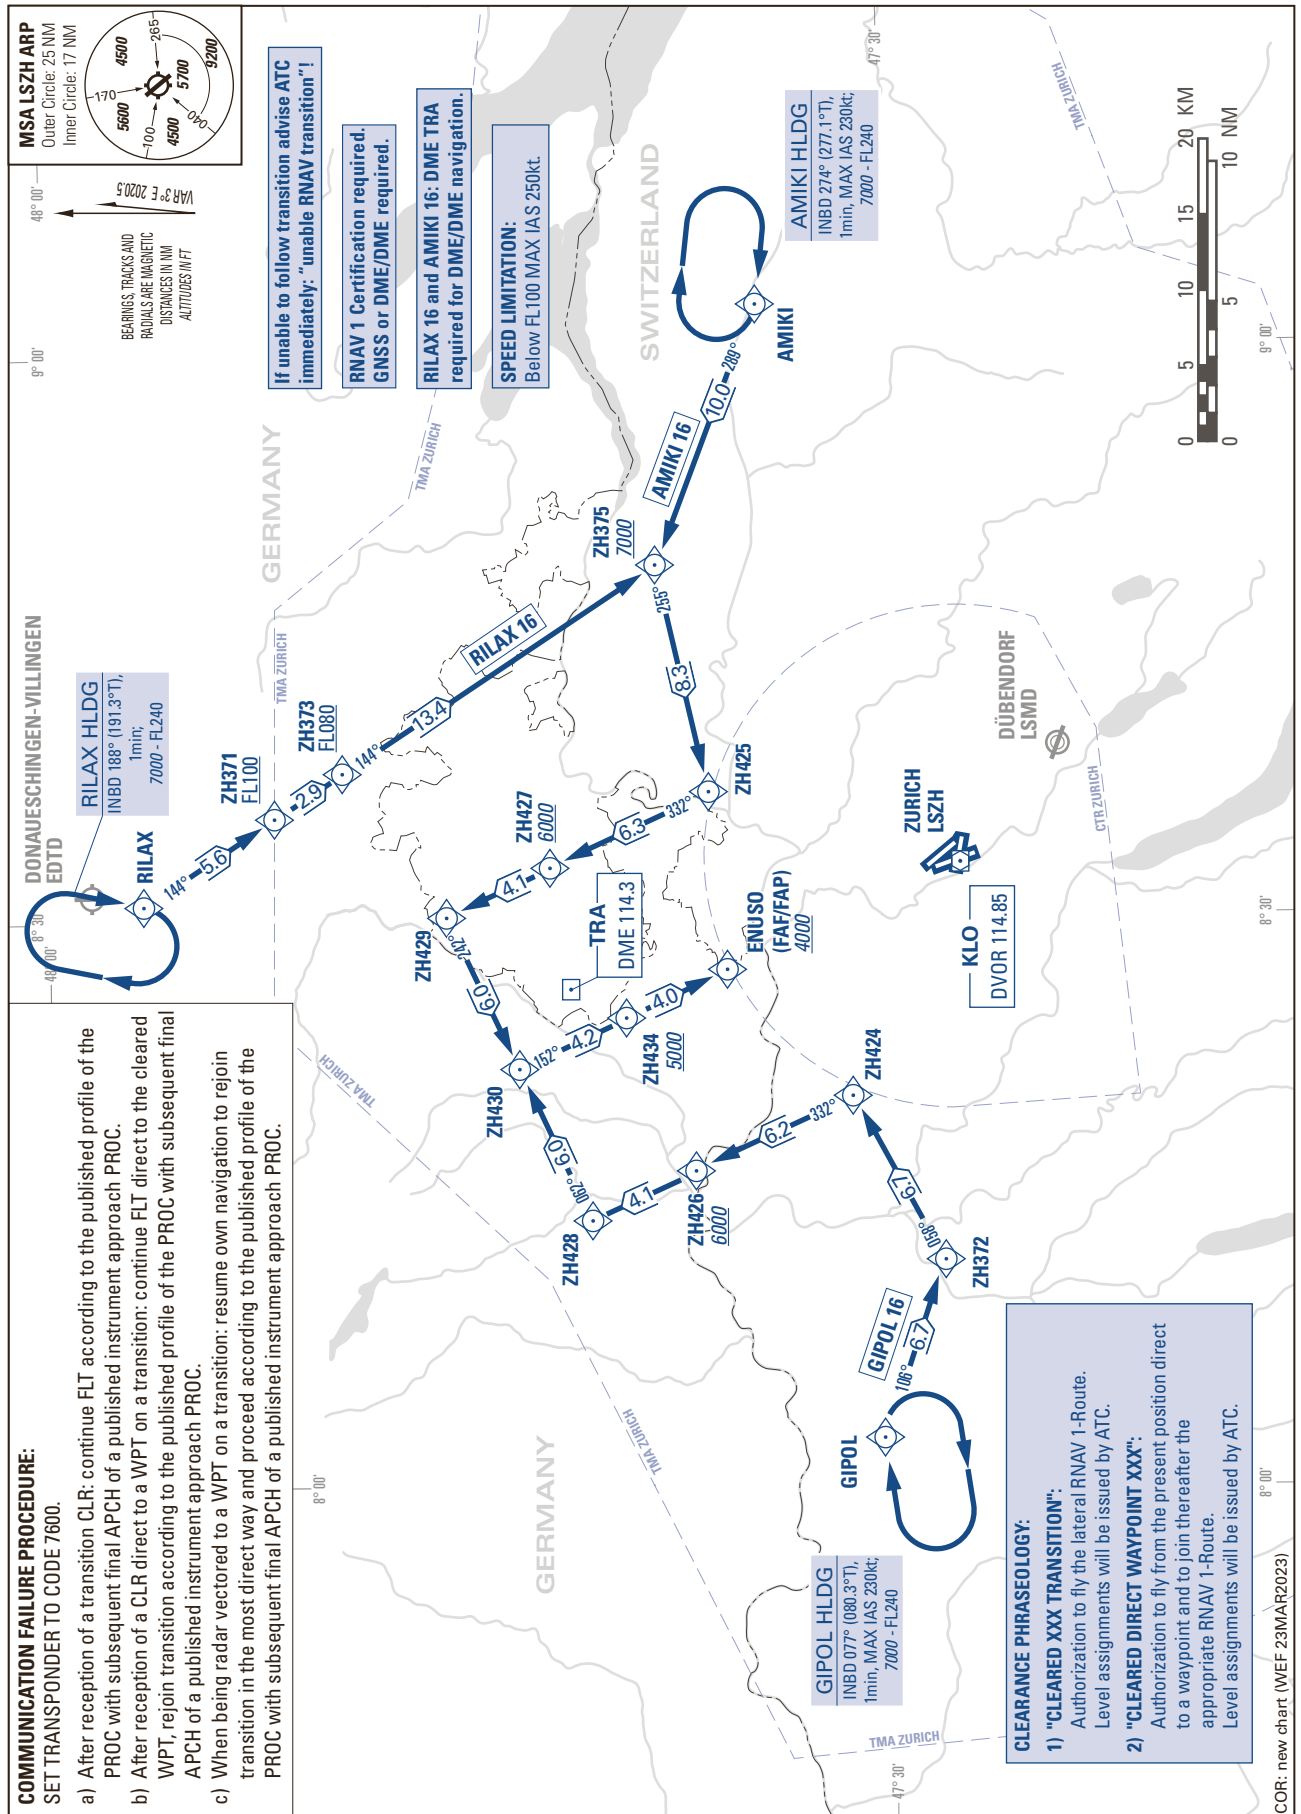 COMMUNICATION FAILURE PROCEDURE:
SET TRANSPONDER TO CODE 7600.
a) After reception of a transition CLR: continue FLT according to the published profile of the
PROC with subsequent final APCH of a published instrument approach PROC.
b) After reception of a CLR direct to a WPT on a transition: continue FLT direct to the cleared
WPT, rejoin transition according to the published profile of the PROC with subsequent final
APCH of a published instrument approach PROC.
c) When being radar vectored to a WPT on a transition: resume own navigation to rejoin
transition in the most direct way and proceed according to the published profile of the
PROC with subsequent final APCH of a published instrument approach PROC.
DONAUESCHINGEN-VILLINGEN
EDTD
8° 30'
48° 00'
RILAX HLDG
INBD 188° (191.3°T),
1min;
7000 - FL240
RILAX
144°
5.6
ZH371
FL100
2.9
ZH373
FL080
144°
13.4
RILAX 16
TMA ZURICH
GERMANY
9° 00'
48° 00'
BEARINGS, TRACKS AND
RADIALS ARE MAGNETIC
DISTANCES IN NM
ALTITUDES IN FT
VAR 3° E 2020.5
MSA LSZH ARP
Outer Circle: 25 NM
Inner Circle: 17 NM
170
265
100
040
5600
4500
4500
5700
9200
If unable to follow transition advise ATC
immediately: "unable RNAV transition"!
RNAV 1 Certification required.
GNSS or DME/DME required.
RILAX 16 and AMIKI 16: DME TRA
required for DME/DME navigation.
SPEED LIMITATION:
Below FL100 MAX IAS 250kt.
TMA ZURICH
TMA ZURICH
8° 00'
GERMANY
TMA ZURICH
ZH429
242°
6.0
4.1
ZH427
6000
6.3
332°
ZH425
8.3
255°
ZH375
7000
AMIKI 16
10.0
289°
AMIKI
SWITZERLAND
AMIKI HLDG
INBD 274° (277.1°T),
1min, MAX IAS 230kt;
7000 - FL240
47° 30'
TMA ZURICH
TRA
DME 114.3
ZH430
152°
4.2
ZH434
5000
4.0
ENUSO
(FAF/FAP)
4000
6.0
062°
ZH428
4.1
ZH426
6000
6.2
332°
ZH424
6.7
058°
ZH372
GIPOL 16
6.7
106°
GIPOL
GIPOL HLDG
INBD 077° (080.3°T),
1min, MAX IAS 230kt;
7000 - FL240
TMA ZURICH
47° 30'
ZURICH
LSZH
KLO
DVOR 114.85
DÜBENDORF
LSMD
CTR ZURICH
CLEARANCE PHRASEOLOGY:
1) "CLEARED XXX TRANSITION":
Authorization to fly the lateral RNAV 1-Route.
Level assignments will be issued by ATC.
2) "CLEARED DIRECT WAYPOINT XXX":
Authorization to fly from the present position direct
to a waypoint and to join thereafter the
appropriate RNAV 1-Route.
Level assignments will be issued by ATC.
0 5 10 15 20 KM
0 5 10 NM
8° 00'
8° 30'
9° 00'
COR: new chart (WEF 23MAR2023)